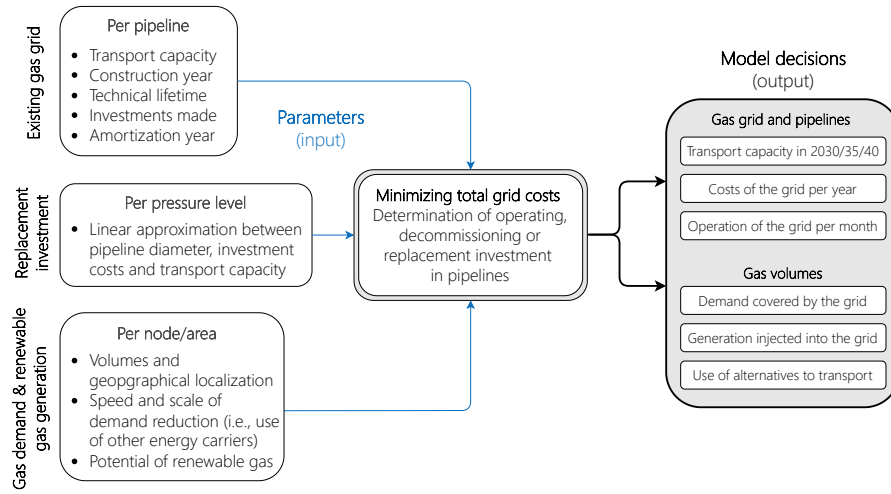 Existing gas grid
Per pipeline
• Transport capacity
• Construction year
• Technical lifetime
• Investments made
• Amortization year
Parameters
(input)
Replacement
investment
Per pressure level
• Linear approximation between
pipeline diameter, investment
costs and transport capacity
Gas demand & renewable
gas generation
Per node/area
• Volumes and
geopgraphical localization
• Speed and scale of
demand reduction (i.e., use
of other energy carriers)
• Potential of renewable gas
Minimizing total grid costs
Determination of operating,
decommissioning or
replacement investment
in pipelines
Model decisions
(output)
Gas grid and pipelines
Transport capacity in 2030/35/40
Costs of the grid per year
Operation of the grid per month
Gas volumes
Demand covered by the grid
Generation injected into the grid
Use of alternatives to transport